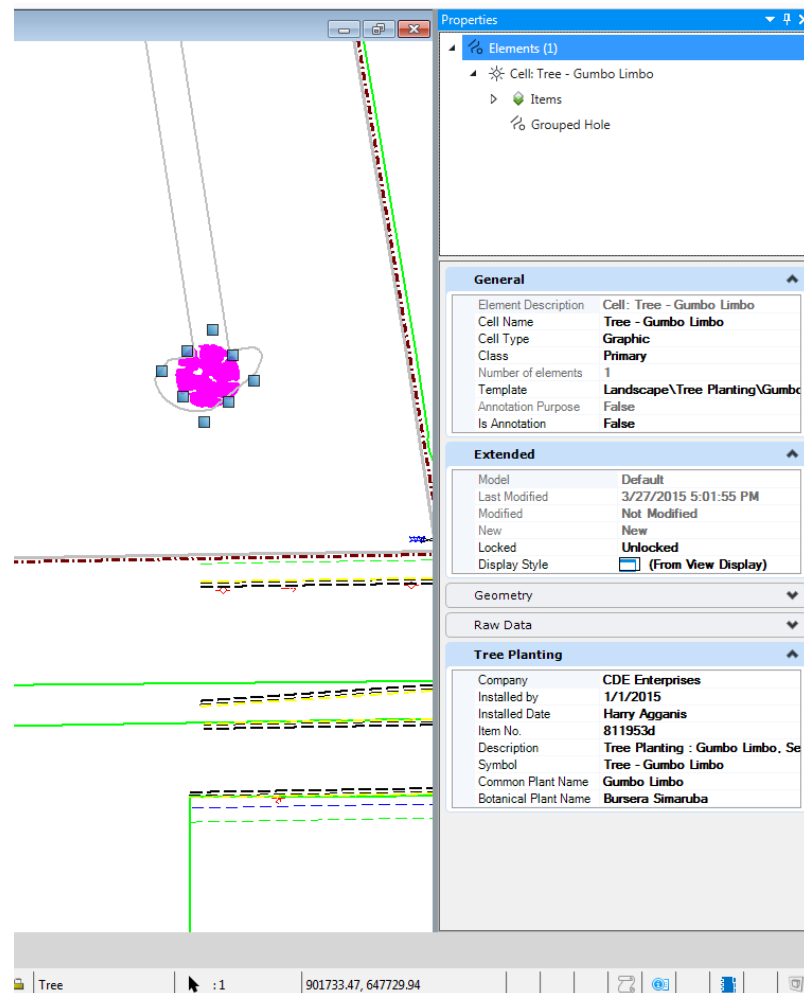 Properties
Elements (1)
Cell: Tree - Gumbo Limbo
Items
Grouped Hole
General
Element Description Cell: Tree - Gumbo Limbo
Cell Name Tree - Gumbo Limbo
Cell Type Graphic
Class Primary
Number of elements 1
Template Landscape\Tree Planting\Gumbo
Annotation Purpose False
Is Annotation False
Extended
Model Default
Last Modified 3/27/2015 5:01:55 PM
Modified Not Modified
New New
Locked Unlocked
Display Style (From View Display)
Geometry
Raw Data
Tree Planting
Company CDE Enterprises
Installed by 1/1/2015
Installed Date Harry Agganis
Item No. 811953d
Description Tree Planting : Gumbo Limbo, Se
Symbol Tree - Gumbo Limbo
Common Plant Name Gumbo Limbo
Botanical Plant Name Bursera Simaruba
Tree : 1 901733.47, 647729.94